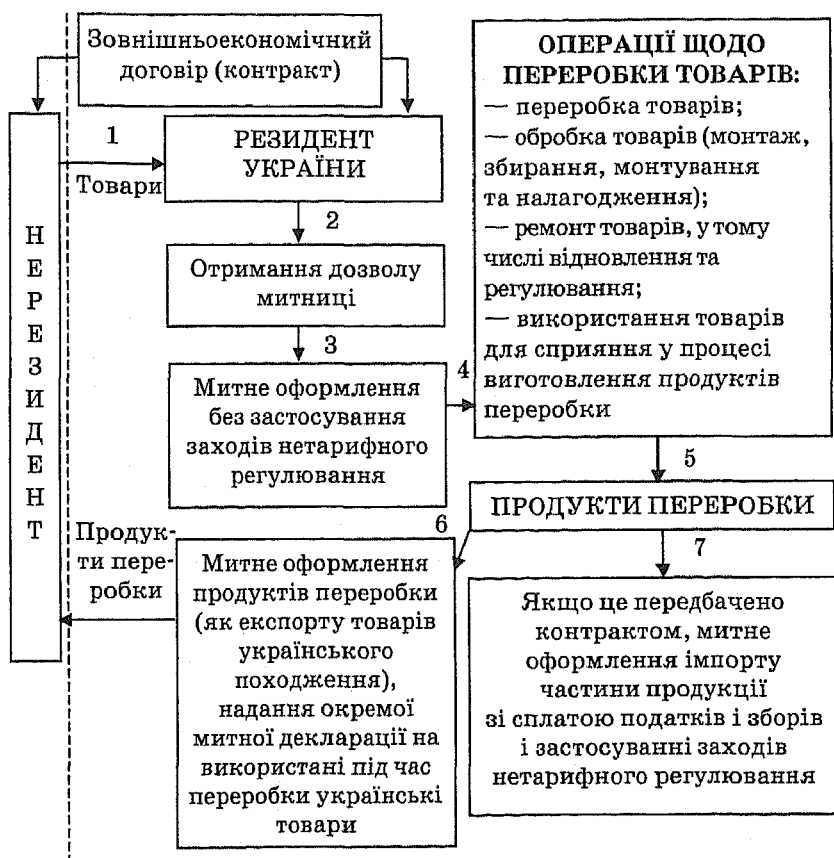 Зовнішньоекономічний
договір (контракт)
НЕРЕЗИДЕНТ
1
Товари
РЕЗИДЕНТ
УКРАЇНИ
2
Отримання дозволу
митниці
3
Митне оформлення
без застосування
заходів нетарифного
регулювання
4
ОПЕРАЦІЇ ЩОДО
ПЕРЕРОБКИ ТОВАРІВ:
— переробка товарів;
— обробка товарів (монтаж,
збирання, монтування
та налагодження);
— ремонт товарів, у тому
числі відновлення та
регулювання;
— використання товарів
для сприяння у процесі
виготовлення продуктів
переробки
5
ПРОДУКТИ ПЕРЕРОБКИ
6
Продук-
ти пере-
робки
Митне оформлення
продуктів переробки
(як експорту товарів
українського
походження),
надання окремої
митної декларації на
використані під час
переробки українські
товари
7
Якщо це передбачено
контрактом, митне
оформлення імпорту
частини продукції
зі сплатою податків і зборів
і застосуванні заходів
нетарифного регулювання